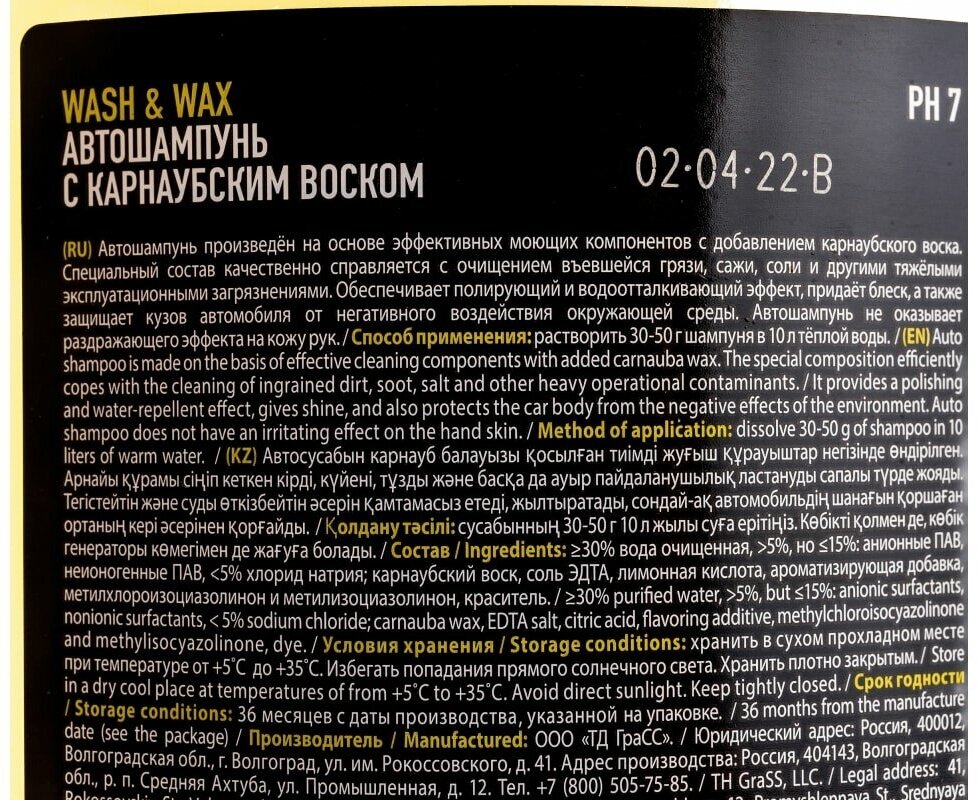 WASH & WAX
PH 7
АВТОШАМПУНЬ
С КАРНАУБСКИМ ВОСКОМ
02·04·22·В
(RU) Автошампунь произведён на основе эффективных моющих компонентов с добавлением карнаубского воска.
Специальный состав качественно справляется с очищением въевшейся грязи, сажи, соли и другими тяжёлыми
эксплуатационными загрязнениями. Обеспечивает полирующий и водоотталкивающий эффект, придаёт блеск, а также
защищает кузов автомобиля от негативного воздействия окружающей среды. Автошампунь не оказывает
раздражающего эффекта на кожу рук. / Способ применения: растворить 30-50 г шампуня в 10 л тёплой воды. / (EN) Auto
shampoo is made on the basis of effective cleaning components with added carnauba wax. The special composition efficiently
copes with the cleaning of ingrained dirt, soot, salt and other heavy operational contaminants. / It provides a polishing
and water-repellent effect, gives shine, and also protects the car body from the negative effects of the environment. Auto
shampoo does not have an irritating effect on the hand skin. / Method of application: dissolve 30-50 g of shampoo in 10
liters of warm water. / (KZ) Автосусабын карнауб балауызы қосылған тиімді жуғыш құрауыштар негізінде өндірілген.
Арнайы құрамы сіңіп кеткен кірді, күйені, тұзды және басқа да ауыр пайдаланушылық ластануды сапалы түрде жояды.
Тегістейтін және суды өткізбейтін әсерін қамтамасыз етеді, жылтыратады, сондай-ақ автомобильдің шанағын қоршаған
ортаның кері әсерінен қорғайды. / Қолдану тәсілі: сусабынның 30-50 г 10 л жылы суға ерітіңіз. Көбікті қолмен де, көбік
генераторы көмегімен де жағуға болады. / Состав / Ingredients: ≥30% вода очищенная, >5%, но ≤15%: анионные ПАВ,
неионогенные ПАВ, <5% хлорид натрия; карнаубский воск, соль ЭДТА, лимонная кислота, ароматизирующая добавка,
метилхлороизоциазолинон и метилизоциазолинон, краситель. / ≥30% purified water, >5%, but ≤15%: anionic surfactants,
nonionic surfactants, < 5% sodium chloride; carnauba wax, EDTA salt, citric acid, flavoring additive, methylchloroisocyazolinone
and methylisocyazolinone, dye. / Условия хранения / Storage conditions: хранить в сухом прохладном месте
при температуре от +5˚C до +35˚C. Избегать попадания прямого солнечного света. Хранить плотно закрытым. / Store
in a dry cool place at temperatures of from +5˚C to +35˚C. Avoid direct sunlight. Keep tightly closed. / Срок годности
/ Storage conditions: 36 месяцев с даты производства, указанной на упаковке. / 36 months from the manufacture
date (see the package) / Производитель / Manufactured: ООО «ТД ГраСС». / Юридический адрес: Россия, 400012,
Волгоградская обл., г. Волгоград, ул. им. Рокоссовского, д. 41. Адрес производства: Россия, 404143, Волгоградская
обл., р. п. Средняя Ахтуба, ул. Промышленная, д. 12. Тел. +7 (800) 505-75-85. / TH GraSS, LLC. / Legal address: 41,
Promyshlennaya St., Srednyaya